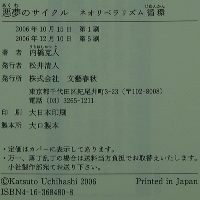 悪夢のサイクル ネオリベラリズム循環
2006年10月15日 第1刷
2006年12月10日 第5刷
著者 内橋克人
発行者 松井清人
発行所 株式会社 文藝春秋
東京都千代田区紀尾井町3-23（〒102-8008）
電話 03-3265-1211
印刷 大日本印刷
製本所 大口製本
・定価はカバーに表示してあります。
・万一、落丁乱丁の場合は送料当方負担でお取替えいたします。
小社製作部宛でお送り下さい。
©Katsuto Uchihashi 2006 Printed in Japan
ISBN4-16-368480-8